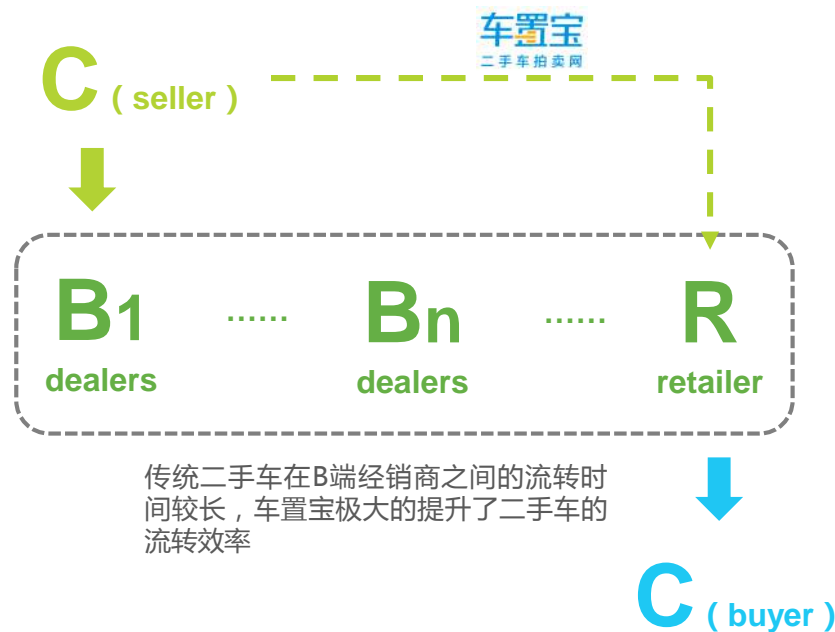 车置宝
二手车拍卖网
C ( seller )
B1 ...... Bn ...... R
dealers dealers retailer
传统二手车在B端经销商之间的流转时
间较长，车置宝极大的提升了二手车的
流转效率
C ( buyer )